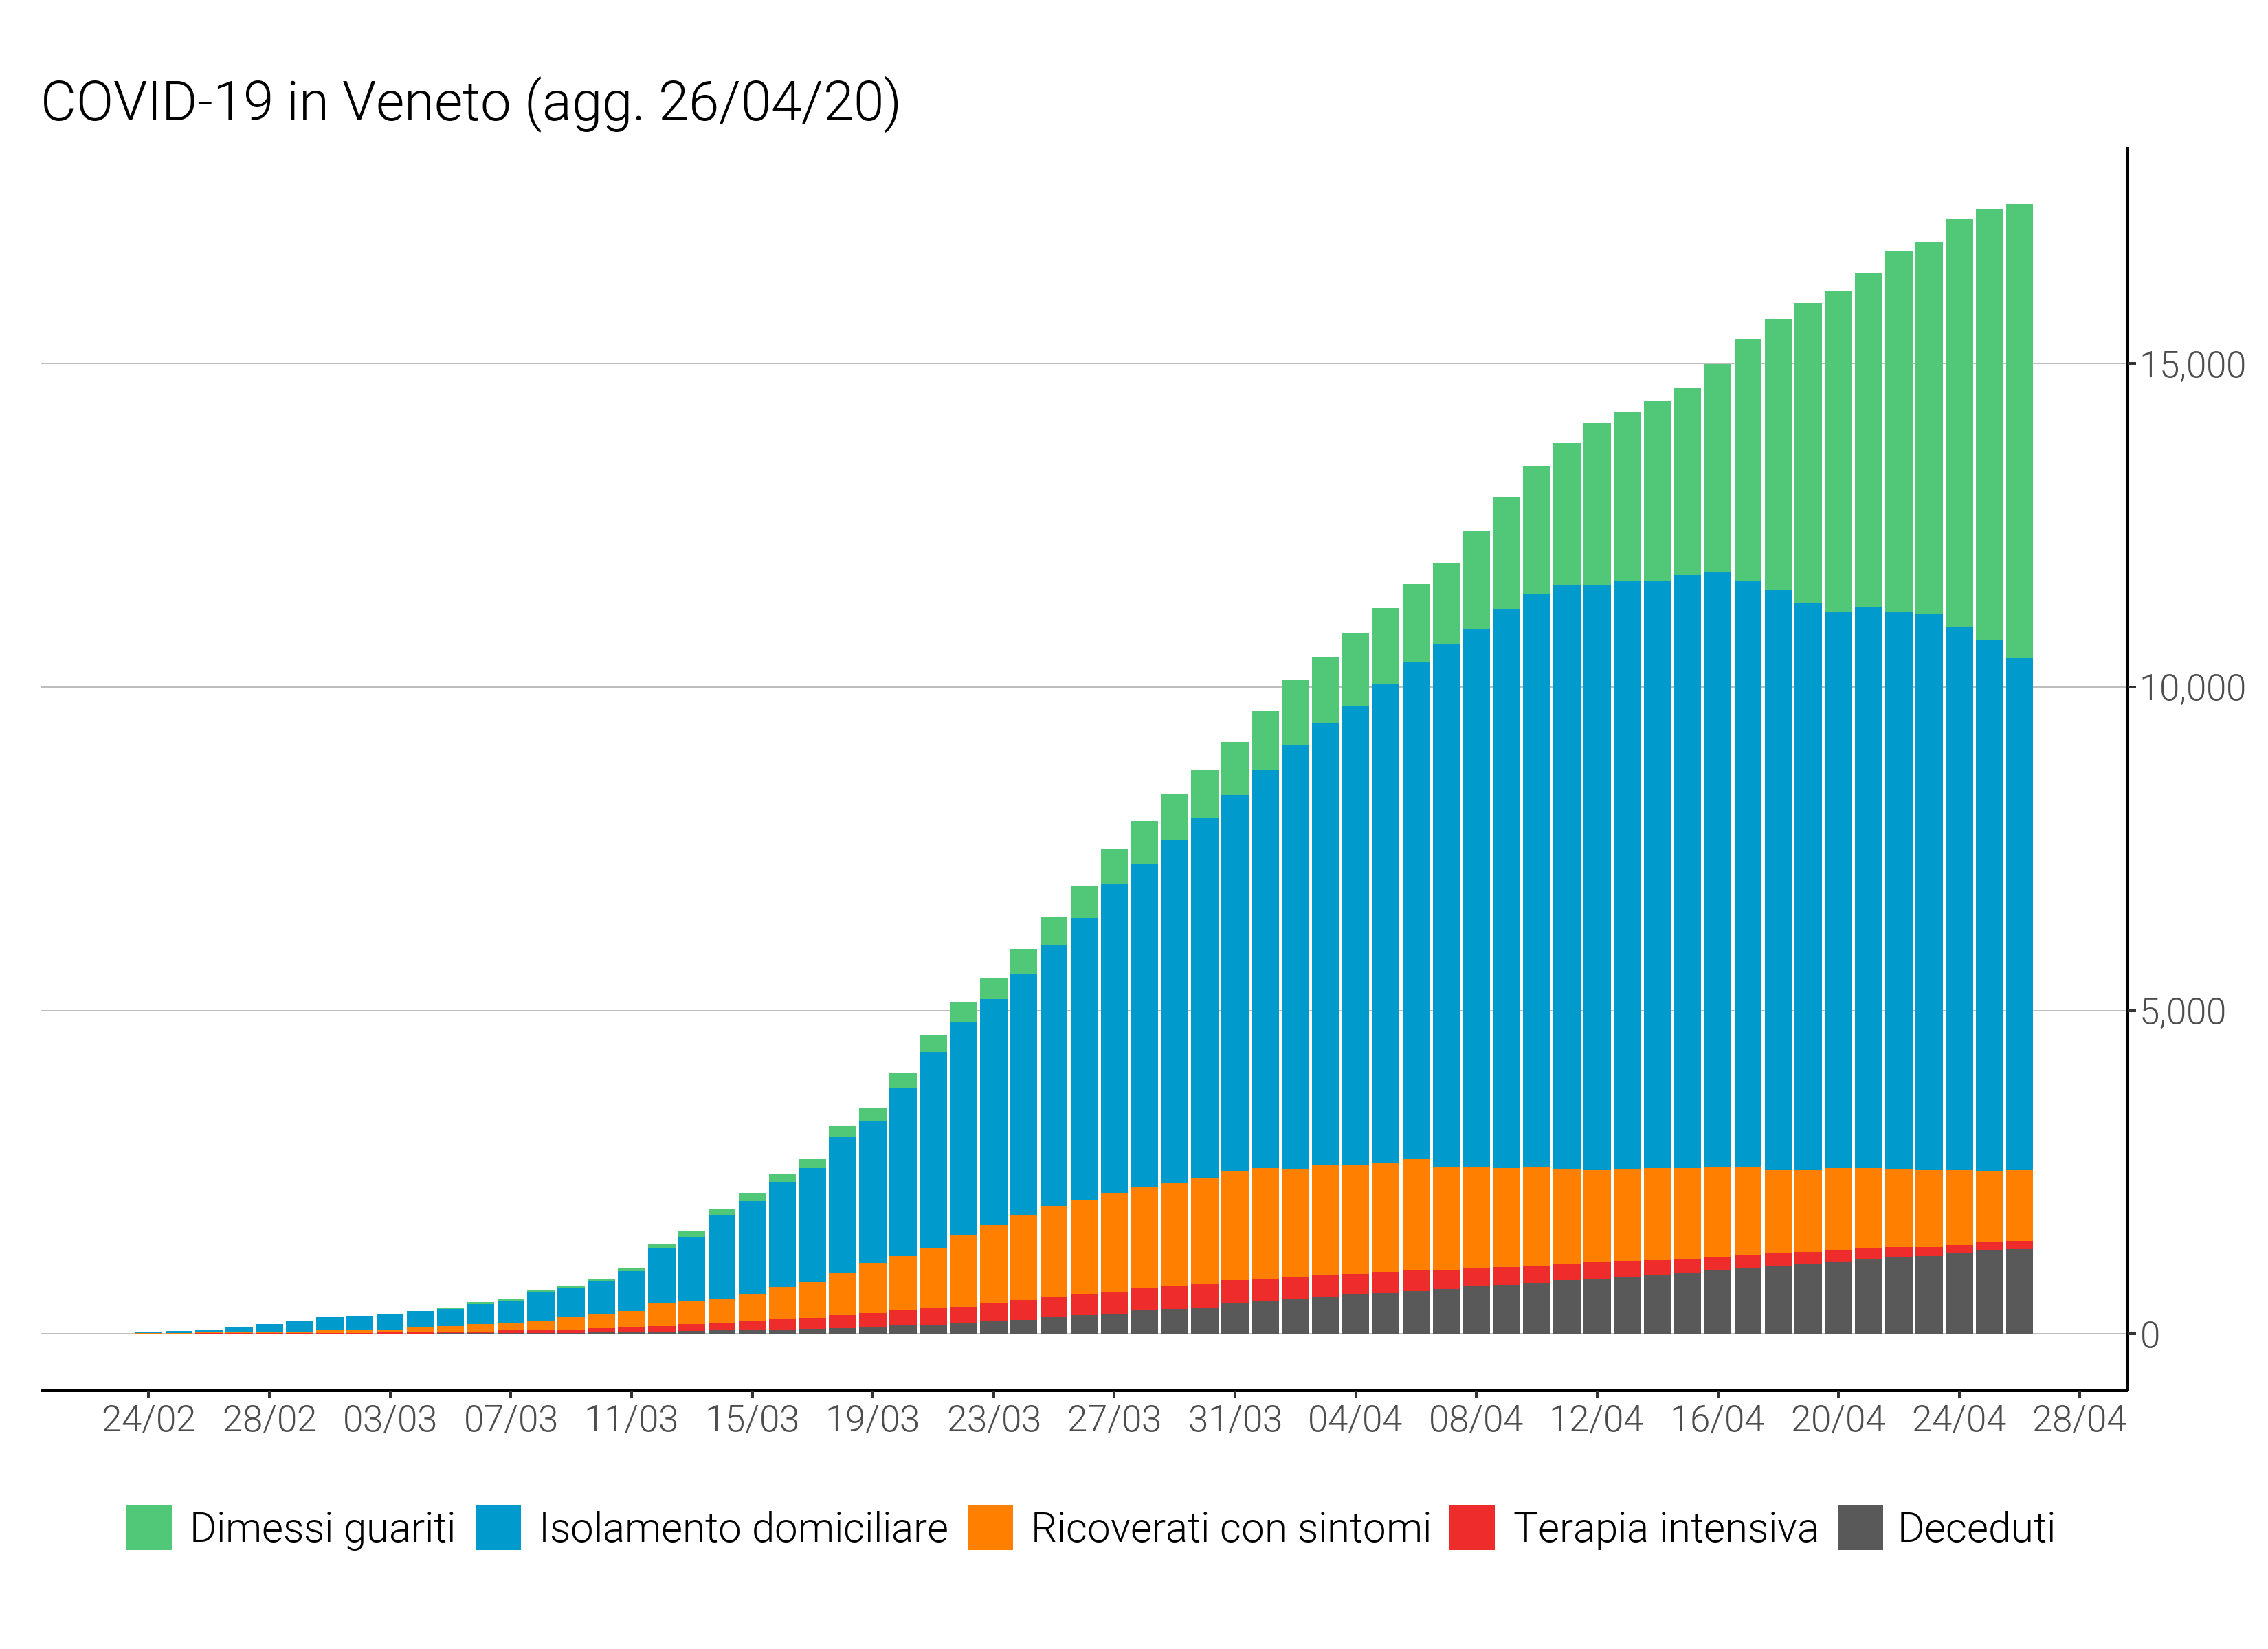 COVID-19 in Veneto (agg. 26/04/20)
15,000
10,000
5,000
0
24/02 28/02 03/03 07/03 11/03 15/03 19/03 23/03 27/03 31/03 04/04 08/04 12/04 16/04 20/04 24/04 28/04
Dimessi guariti Isolamento domiciliare Ricoverati con sintomi Terapia intensiva Deceduti